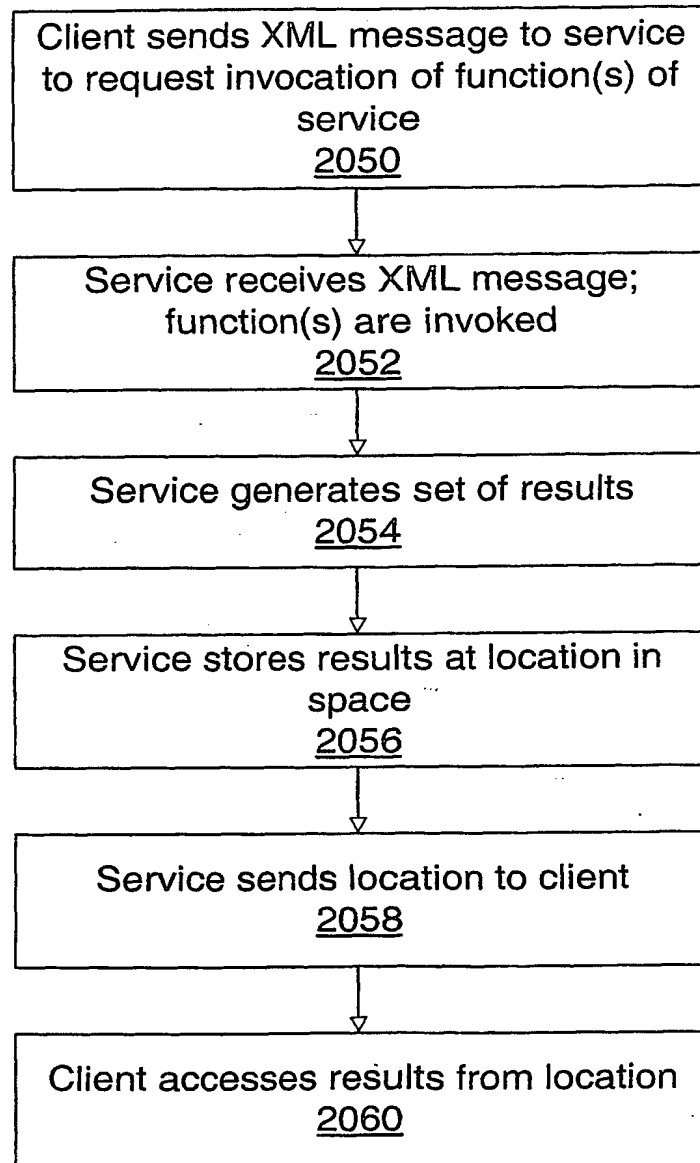 Client sends XML message to service
to request invocation of function(s) of
service
2050
Service receives XML message;
function(s) are invoked
2052
Service generates set of results
2054
Service stores results at location in
space
2056
Service sends location to client
2058
Client accesses results from location
2060